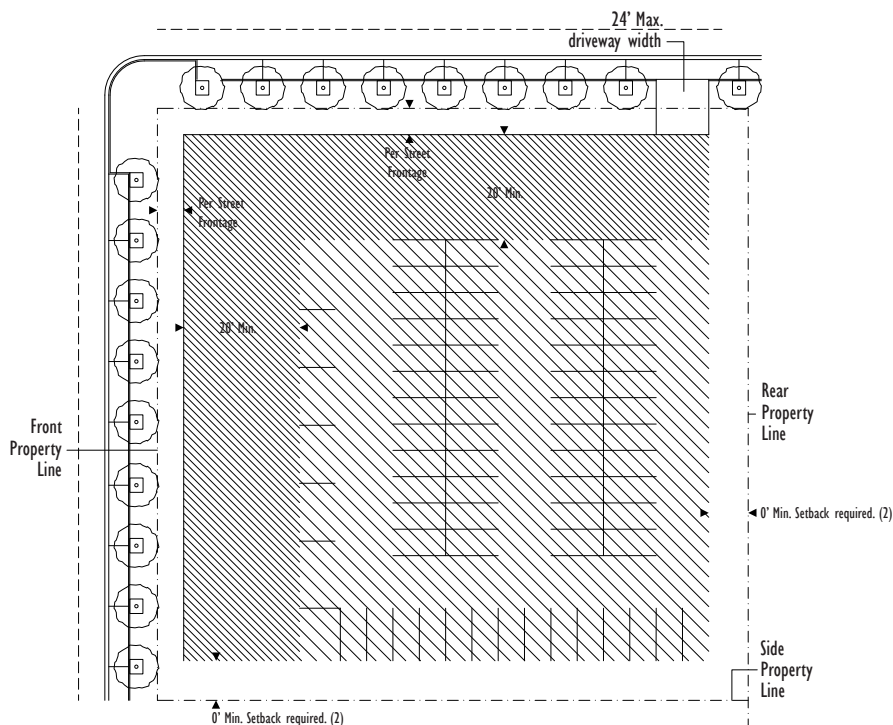 24' Max.
driveway width
Per Street
Frontage
20' Min.
Per Street
Frontage
20' Min.
Front
Property
Line
Rear
Property
Line
0' Min. Setback required. (2)
Side
Property
Line
0' Min. Setback required. (2)